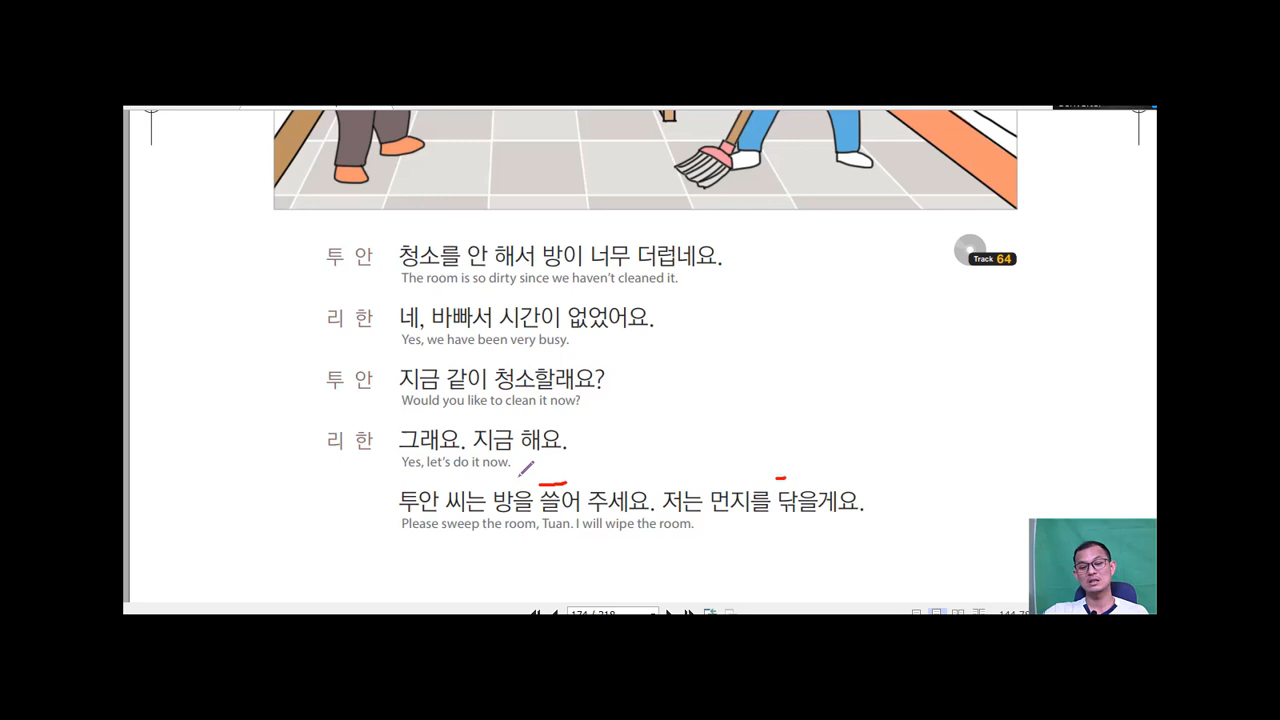 투 안 청소를 안 해서 방이 너무 더럽네요.
The room is so dirty since we haven't cleaned it.
Track 64
리 한 네, 바빠서 시간이 없었어요.
Yes, we have been very busy.
투 안 지금 같이 청소할래요?
Would you like to clean it now?
리 한 그래요. 지금 해요.
Yes, let's do it now.
투안 씨는 방을 쓸어 주세요. 저는 먼지를 닦을게요.
Please sweep the room, Tuan. I will wipe the room.